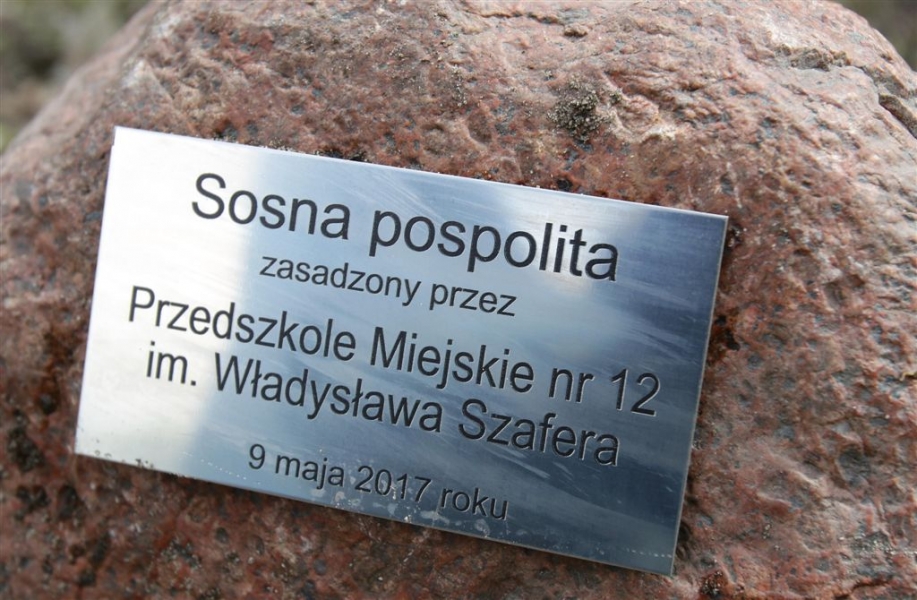 Sosna pospolita
zasadzony przez
Przedszkole Miejskie nr 12
im. Władysława Szafera
9 maja 2017 roku